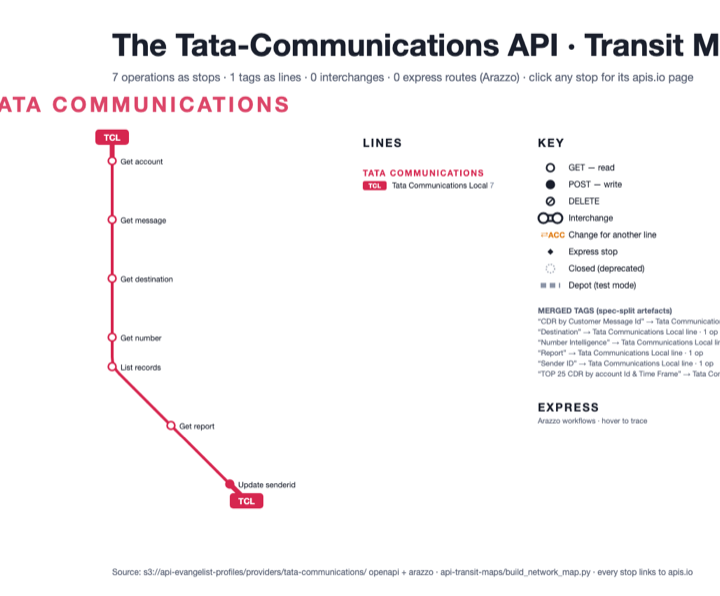 The Tata-Communications API · Transit M
7 operations as stops · 1 tags as lines · 0 interchanges · 0 express routes (Arazzo) · click any stop for its apis.io page
ATA COMMUNICATIONS
TCL
Get account
Get message
Get destination
Get number
List records
Get report
Update senderid
TCL
LINES
TATA COMMUNICATIONS
TCL Tata Communications Local 7
KEY
GET — read
POST — write
DELETE
Interchange
ACC Change for another line
Express stop
Closed (deprecated)
Depot (test mode)
MERGED TAGS (spec-split artefacts)
"CDR by Customer Message Id" → Tata Communicatio
"Destination" → Tata Communications Local line · 1 op
"Number Intelligence" → Tata Communications Local li
"Report" → Tata Communications Local line · 1 op
"Sender ID" → Tata Communications Local line · 1 op
"TOP 25 CDR by account Id & Time Frame" → Tata Cor
EXPRESS
Arazzo workflows · hover to trace
Source: s3://api-evangelist-profiles/providers/tata-communications/ openapi + arazzo · api-transit-maps/build_network_map.py · every stop links to apis.io